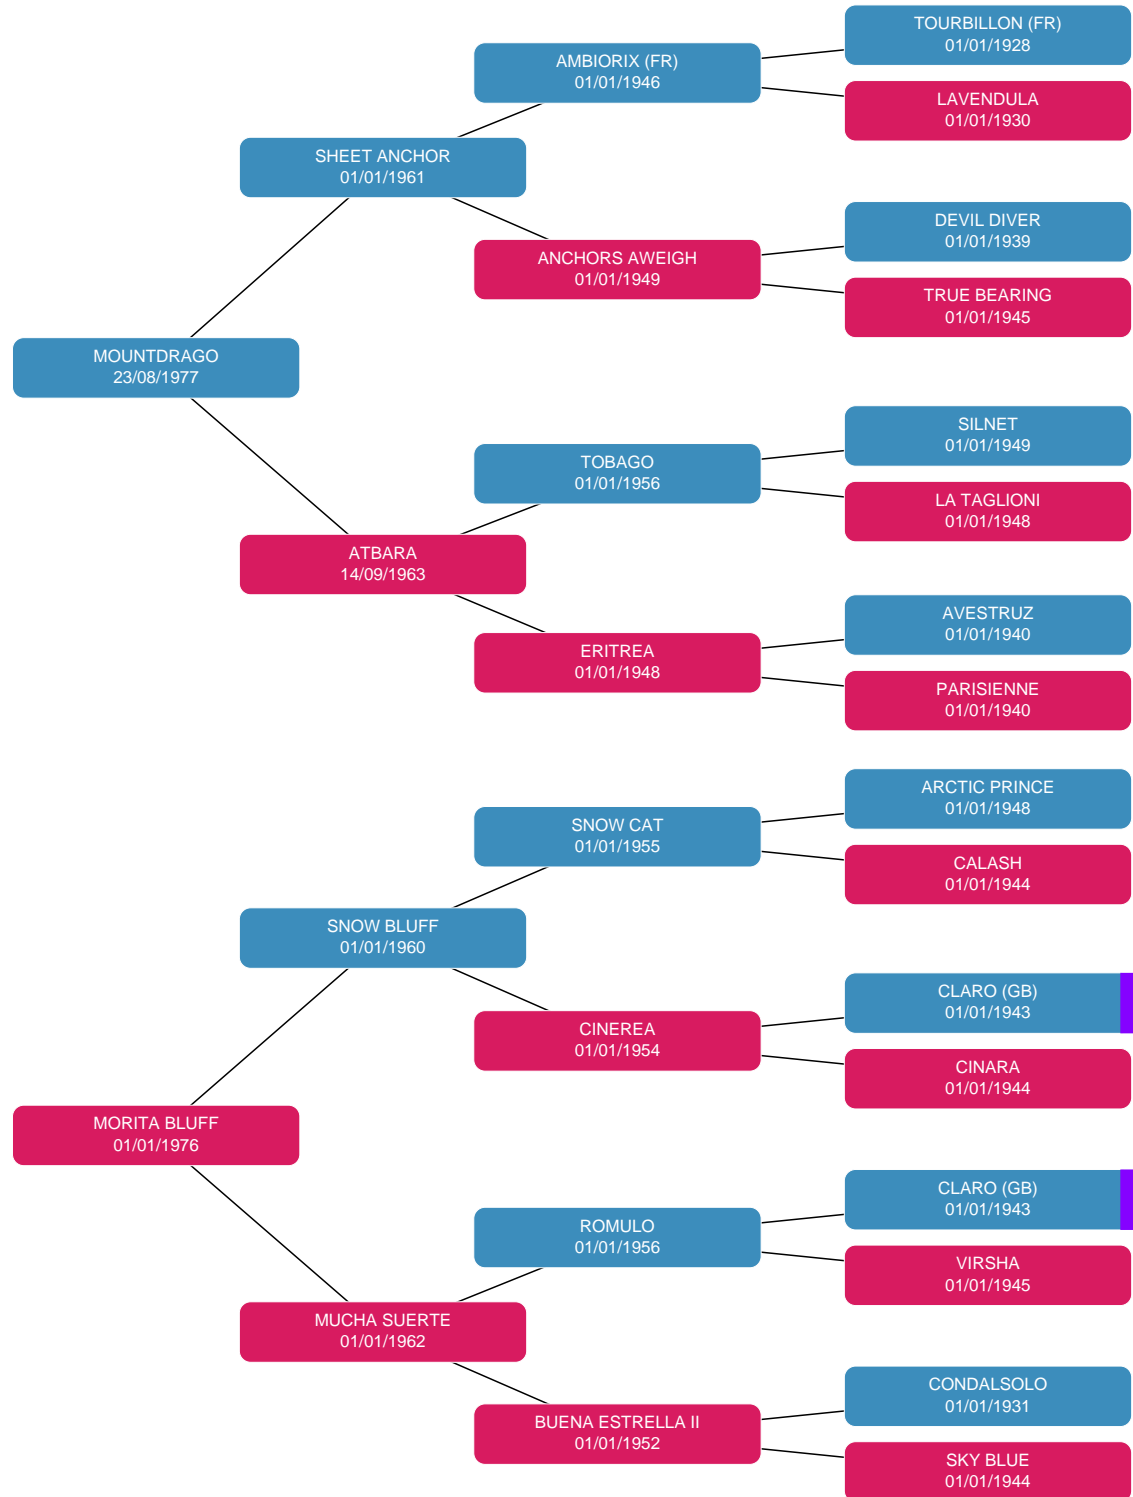 TOURBILLON (FR)
01/01/1928
AMBIORIX (FR)
01/01/1946
LAVENDULA
01/01/1930
SHEET ANCHOR
01/01/1961
DEVIL DIVER
01/01/1939
ANCHORS AWEIGH
01/01/1949
TRUE BEARING
01/01/1945
MOUNTDRAGO
23/08/1977
SILNET
01/01/1949
TOBAGO
01/01/1956
LA TAGLIONI
01/01/1948
ATBARA
14/09/1963
AVESTRUZ
01/01/1940
ERITREA
01/01/1948
PARISIENNE
01/01/1940
ARCTIC PRINCE
01/01/1948
SNOW CAT
01/01/1955
CALASH
01/01/1944
SNOW BLUFF
01/01/1960
CLARO (GB)
01/01/1943
CINEREA
01/01/1954
CINARA
01/01/1944
MORITA BLUFF
01/01/1976
CLARO (GB)
01/01/1943
ROMULO
01/01/1956
VIRSHA
01/01/1945
MUCHA SUERTE
01/01/1962
CONDALSOLO
01/01/1931
BUENA ESTRELLA II
01/01/1952
SKY BLUE
01/01/1944